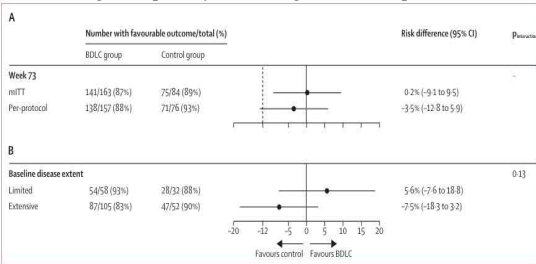 A
Number with favourable outcome/total (%) Risk difference (95% CI) Pinteraction
BDLC group Control group
Week 73 –
mITT 141/163 (87%) 75/84 (89%) 0·2% (–9·1 to 9·5)
Per-protocol 138/157 (88%) 71/76 (93%) –3·5% (–12·8 to 5·9)
B
Baseline disease extent 0·13
Limited 54/58 (93%) 28/32 (88%) 5·6% (–7·6 to 18·8)
Extensive 87/105 (83%) 47/52 (90%) –7·5% (–18·3 to 3·2)
–20 –12 –5 0 5 10 15 20
Favours control Favours BDLC